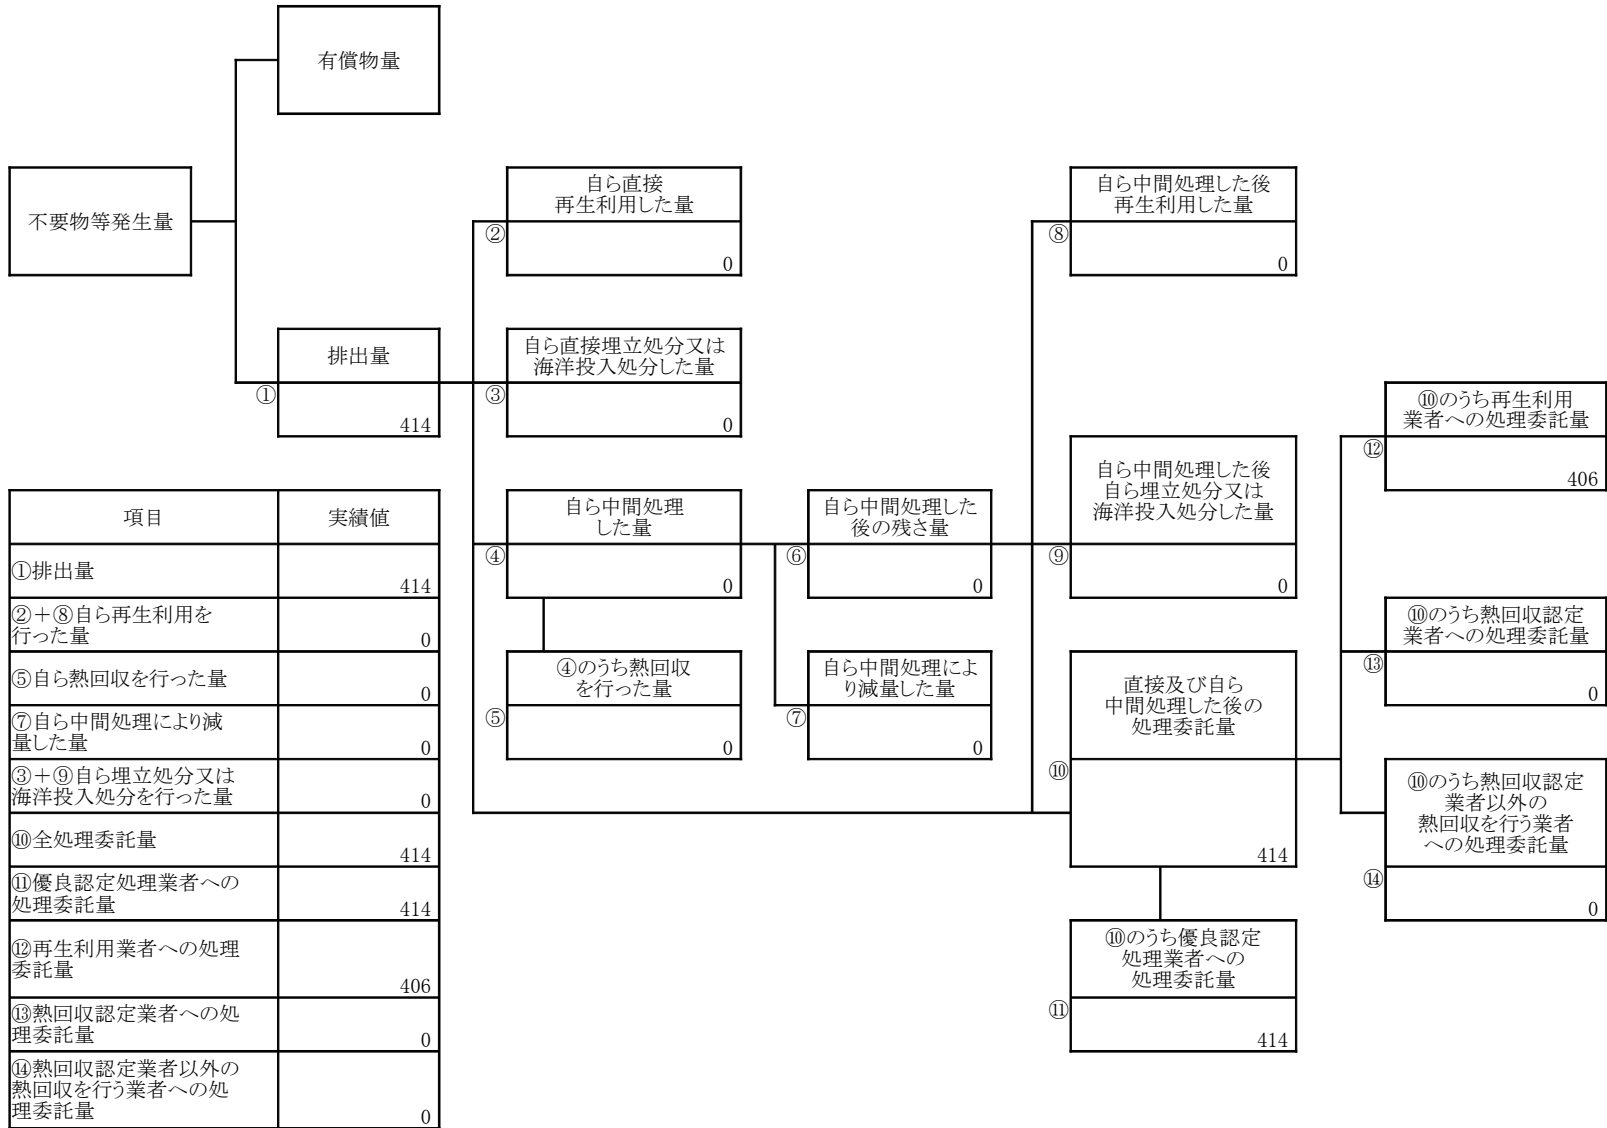 有償物量
不要物等発生量
自ら直接
再生利用した量
②
0
自ら中間処理した後
再生利用した量
⑧
0
排出量
①
414
自ら直接埋立処分又は
海洋投入処分した量
③
0
⑩のうち再生利用
業者への処理委託量
⑫
406
自ら中間処理
した量
④
0
自ら中間処理した
後の残さ量
⑥
0
自ら中間処理した後
自ら埋立処分又は
海洋投入処分した量
⑨
0
⑩のうち熱回収認定
業者への処理委託量
⑬
0
④のうち熱回収
を行った量
⑤
0
自ら中間処理によ
り減量した量
⑦
0
直接及び自ら
中間処理した後の
処理委託量
⑩
414
⑩のうち熱回収認定
業者以外の
熱回収を行う業者
への処理委託量
⑭
0
⑩のうち優良認定
処理業者への
処理委託量
⑪
414
項目 実績値
①排出量
414
②+⑧自ら再生利用を
行った量
0
⑤自ら熱回収を行った量
0
⑦自ら中間処理により減
量した量
0
③+⑨自ら埋立処分又は
海洋投入処分を行った量
0
⑩全処理委託量
414
⑪優良認定処理業者への
処理委託量
414
⑫再生利用業者への処理
委託量
406
⑬熱回収認定業者への処
理委託量
0
⑭熱回収認定業者以外の
熱回収を行う業者への処
理委託量
0